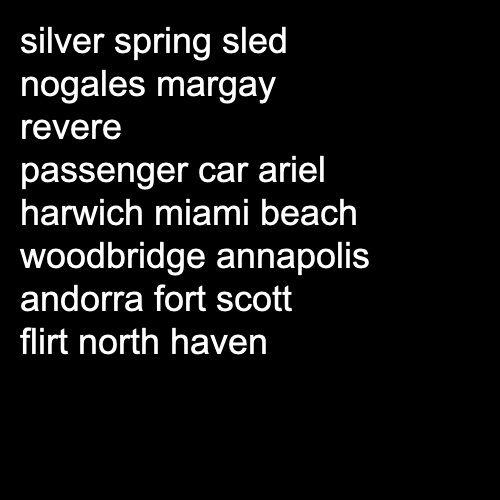 silver spring sled
nogales margay
revere
passenger car ariel
harwich miami beach
woodbridge annapolis
andorra fort scott
flirt north haven